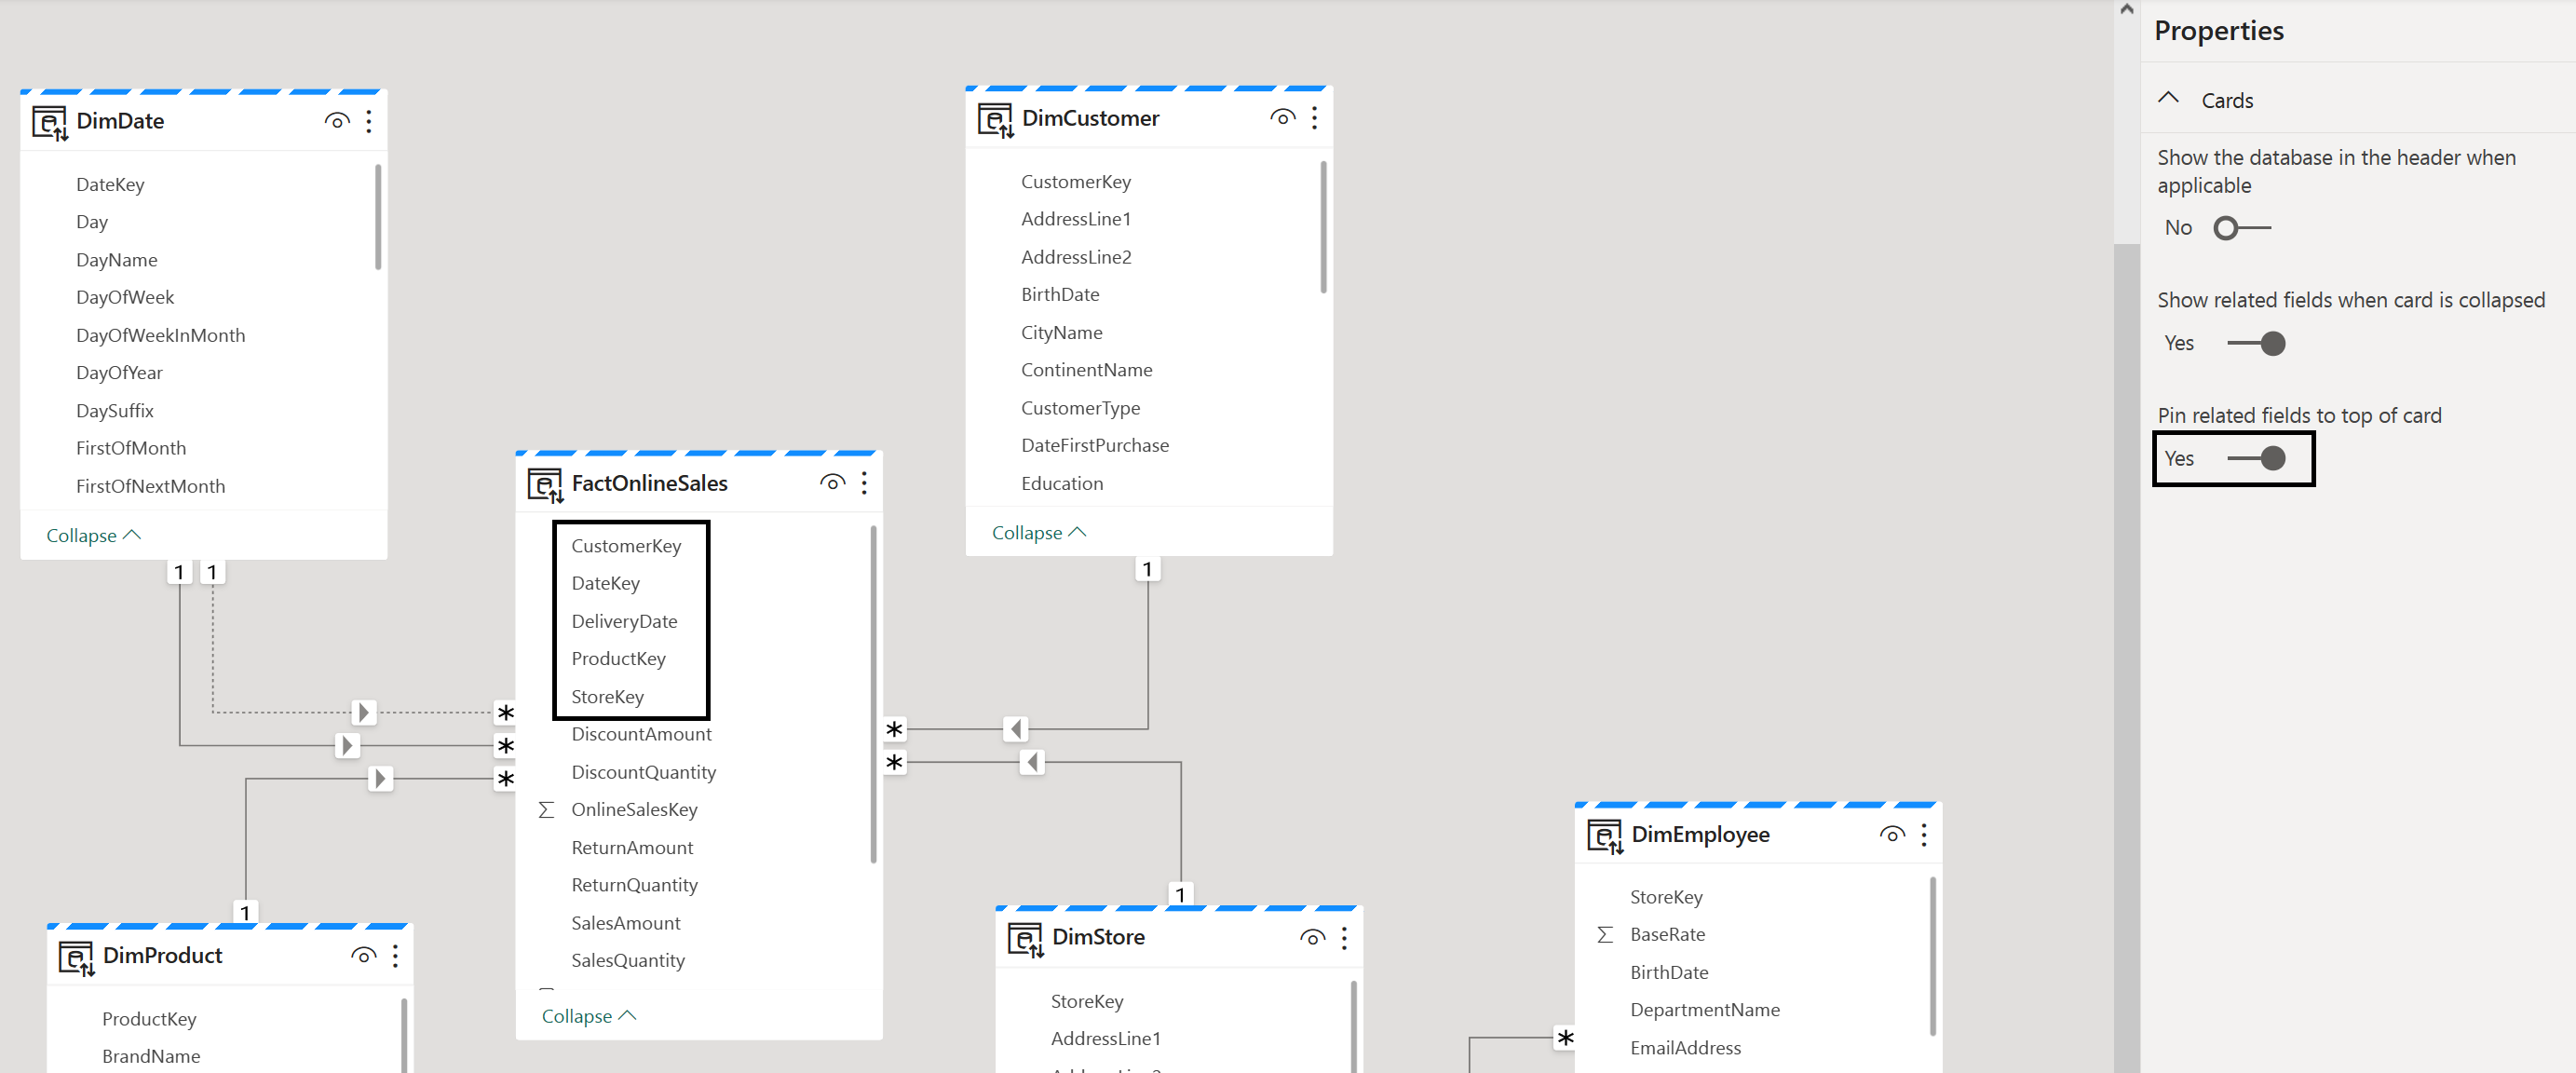 DimDate
DateKey
Day
DayName
DayOfWeek
DayOfWeekInMonth
DayOfYear
DaySuffix
FirstOfMonth
FirstOfNextMonth
Collapse
1
1
DimCustomer
CustomerKey
AddressLine1
AddressLine2
BirthDate
CityName
ContinentName
CustomerType
DateFirstPurchase
Education
Collapse
1
FactOnlineSales
CustomerKey
DateKey
DeliveryDate
ProductKey
StoreKey
DiscountAmount
DiscountQuantity
Σ OnlineSalesKey
ReturnAmount
ReturnQuantity
SalesAmount
SalesQuantity
Collapse
*
*
*
*
*
1
DimProduct
ProductKey
BrandName
1
DimStore
StoreKey
AddressLine1
DimEmployee
StoreKey
Σ BaseRate
BirthDate
DepartmentName
EmailAddress
*
Properties
Cards
Show the database in the header when
applicable
No
Show related fields when card is collapsed
Yes
Pin related fields to top of card
Yes